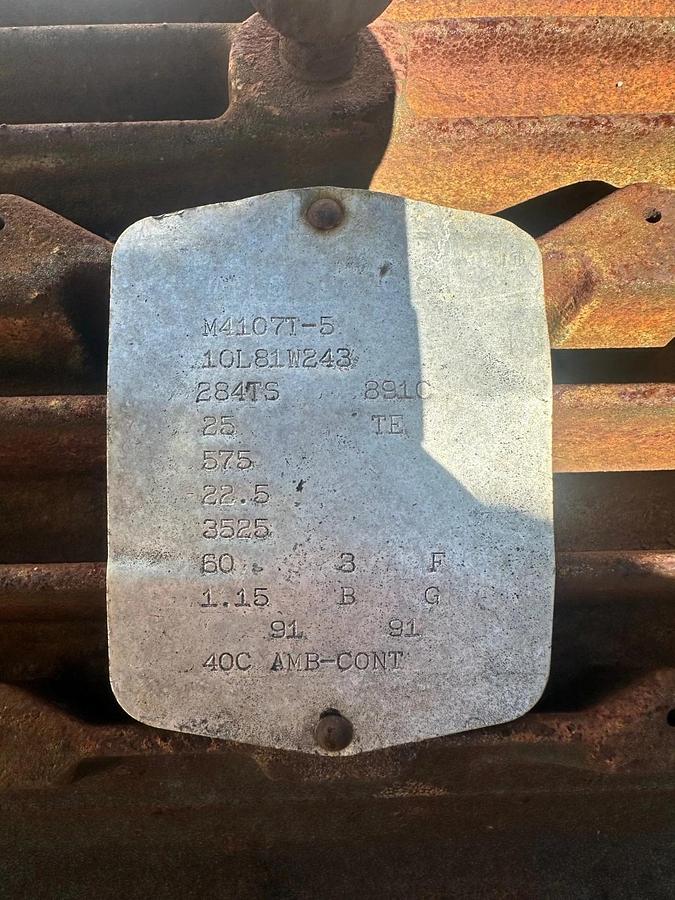 M4107T-5
10L81W243
284TS 891C
25 TE
575
22.5
3525
60 3 F
1.15 B G
91 91
40C AMB-CONT